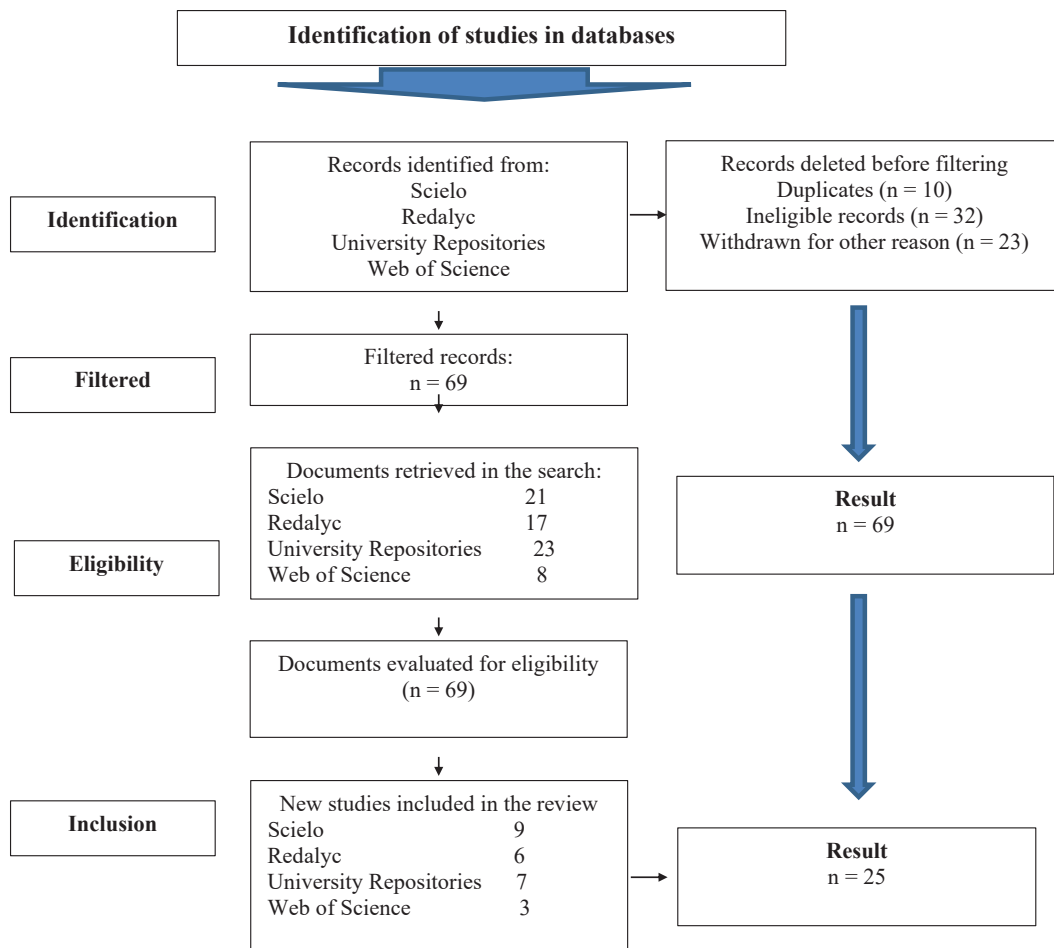 Identification of studies in databases
Identification
Records identified from:
Scielo
Redalyc
University Repositories
Web of Science
Records deleted before filtering
Duplicates (n = 10)
Ineligible records (n = 32)
Withdrawn for other reason (n = 23)
Filtered
Filtered records:
n = 69
Eligibility
Documents retrieved in the search:
Scielo 21
Redalyc 17
University Repositories 23
Web of Science 8
Result
n = 69
Documents evaluated for eligibility
(n = 69)
Inclusion
New studies included in the review
Scielo 9
Redalyc 6
University Repositories 7
Web of Science 3
Result
n = 25